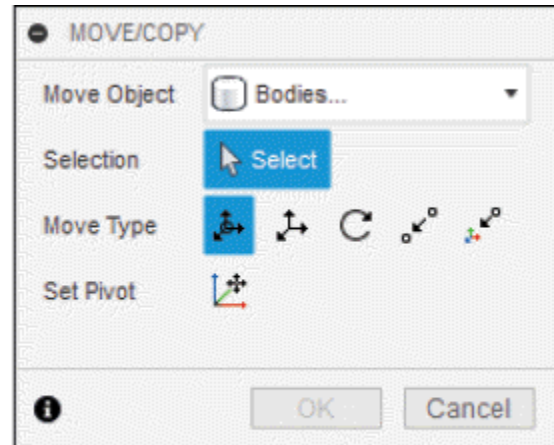 MOVE/COPY
Move Object Bodies...
Selection Select
Move Type
Set Pivot
OK Cancel